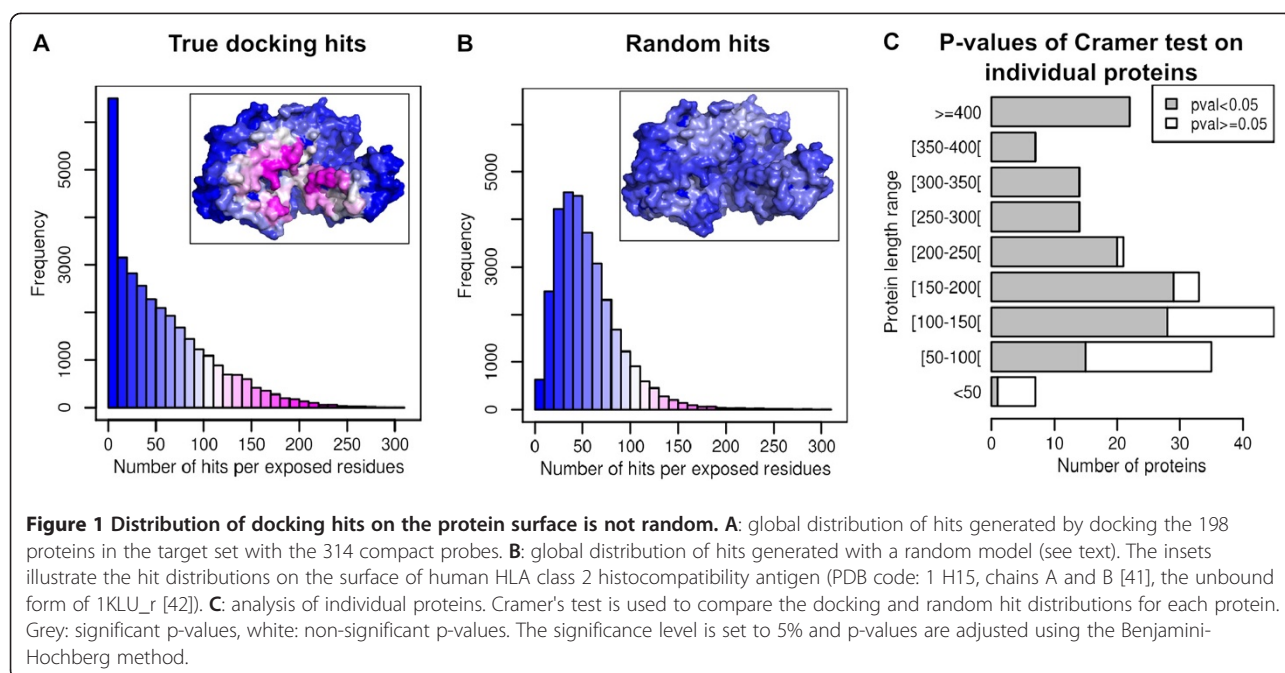 A
True docking hits
Frequency
0 1000 3000 5000
0 50 100 150 200 250 300
Number of hits per exposed residues
B
Random hits
Frequency
0 1000 3000 5000
0 50 100 150 200 250 300
Number of hits per exposed residues
C
P-values of Cramer test on
individual proteins
pval<0.05
pval>=0.05
Protein length range
>=400
[350-400[
[300-350[
[250-300[
[200-250[
[150-200[
[100-150[
[50-100[
<50
0 10 20 30 40
Number of proteins
Figure 1 Distribution of docking hits on the protein surface is not random. A: global distribution of hits generated by docking the 198
proteins in the target set with the 314 compact probes. B: global distribution of hits generated with a random model (see text). The insets
illustrate the hit distributions on the surface of human HLA class 2 histocompatibility antigen (PDB code: 1 H15, chains A and B [41], the unbound
form of 1KLU_r [42]). C: analysis of individual proteins. Cramer's test is used to compare the docking and random hit distributions for each protein.
Grey: significant p-values, white: non-significant p-values. The significance level is set to 5% and p-values are adjusted using the Benjamini-
Hochberg method.